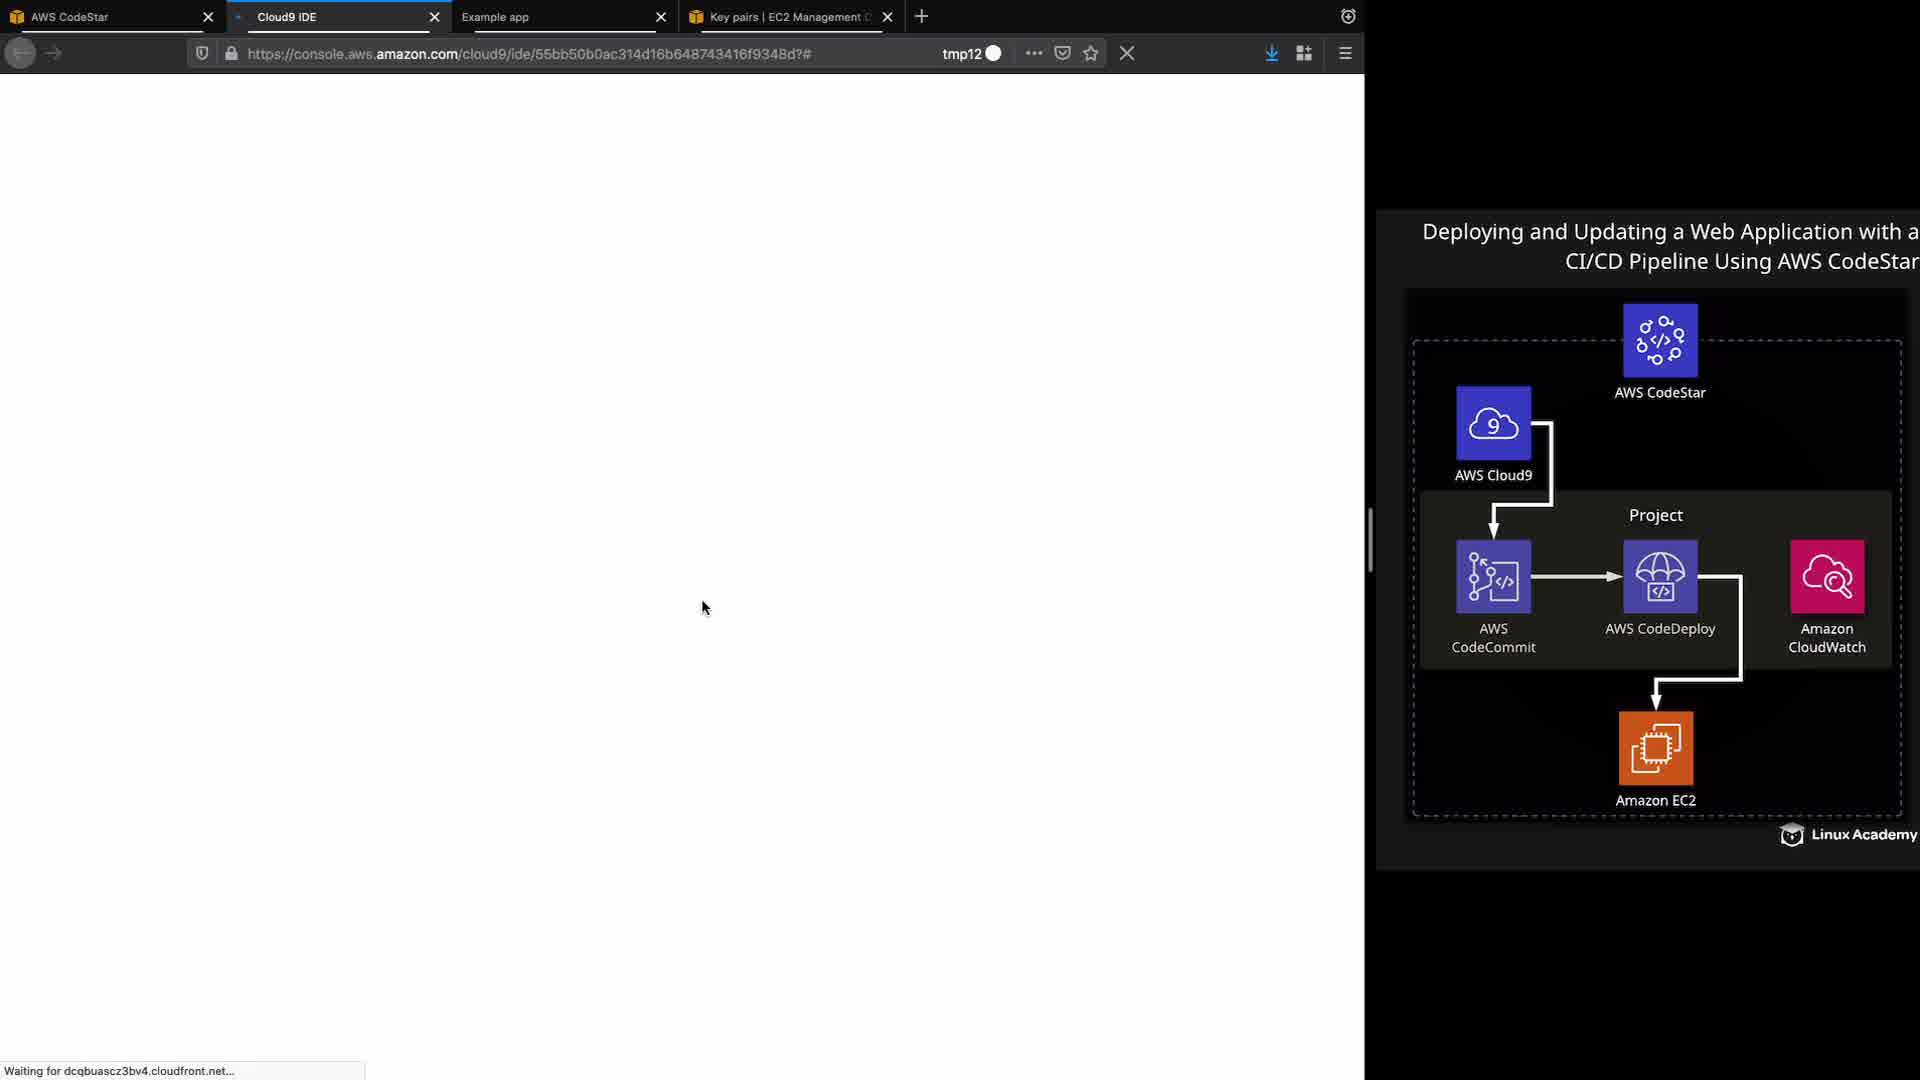 AWS CodeStar
Cloud9 IDE
Example app
Key pairs | EC2 Management
https://console.aws.amazon.com/cloud9/ide/55bb50b0ac314d16b648743416f9348d?#
tmp12
Deploying and Updating a Web Application with a
CI/CD Pipeline Using AWS CodeStar
AWS CodeStar
9
AWS Cloud9
Project
AWS
CodeCommit
AWS CodeDeploy
Amazon
CloudWatch
Amazon EC2
Linux Academy
Waiting for dcqbuascz3bv4.cloudfront.net...